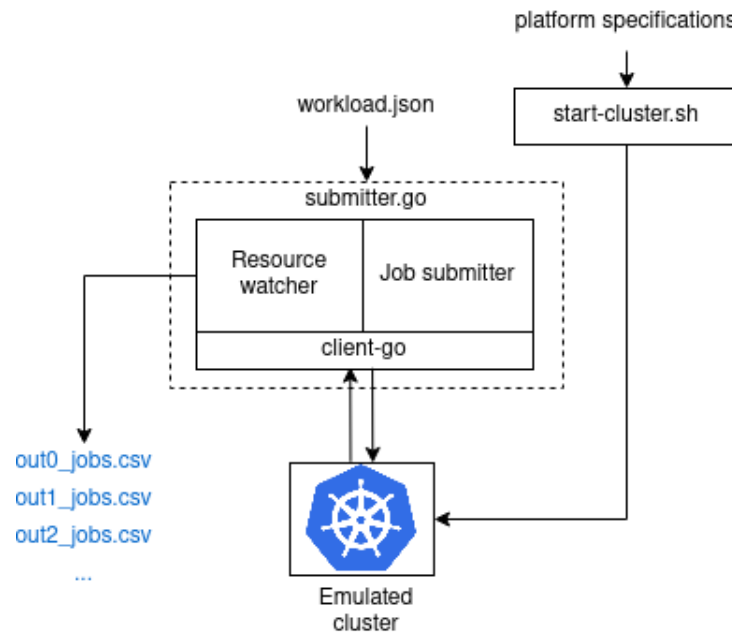 platform specifications
start-cluster.sh
workload.json
submitter.go
Resource
watcher
Job submitter
client-go
out0_jobs.csv
out1_jobs.csv
out2_jobs.csv
...
Emulated
cluster